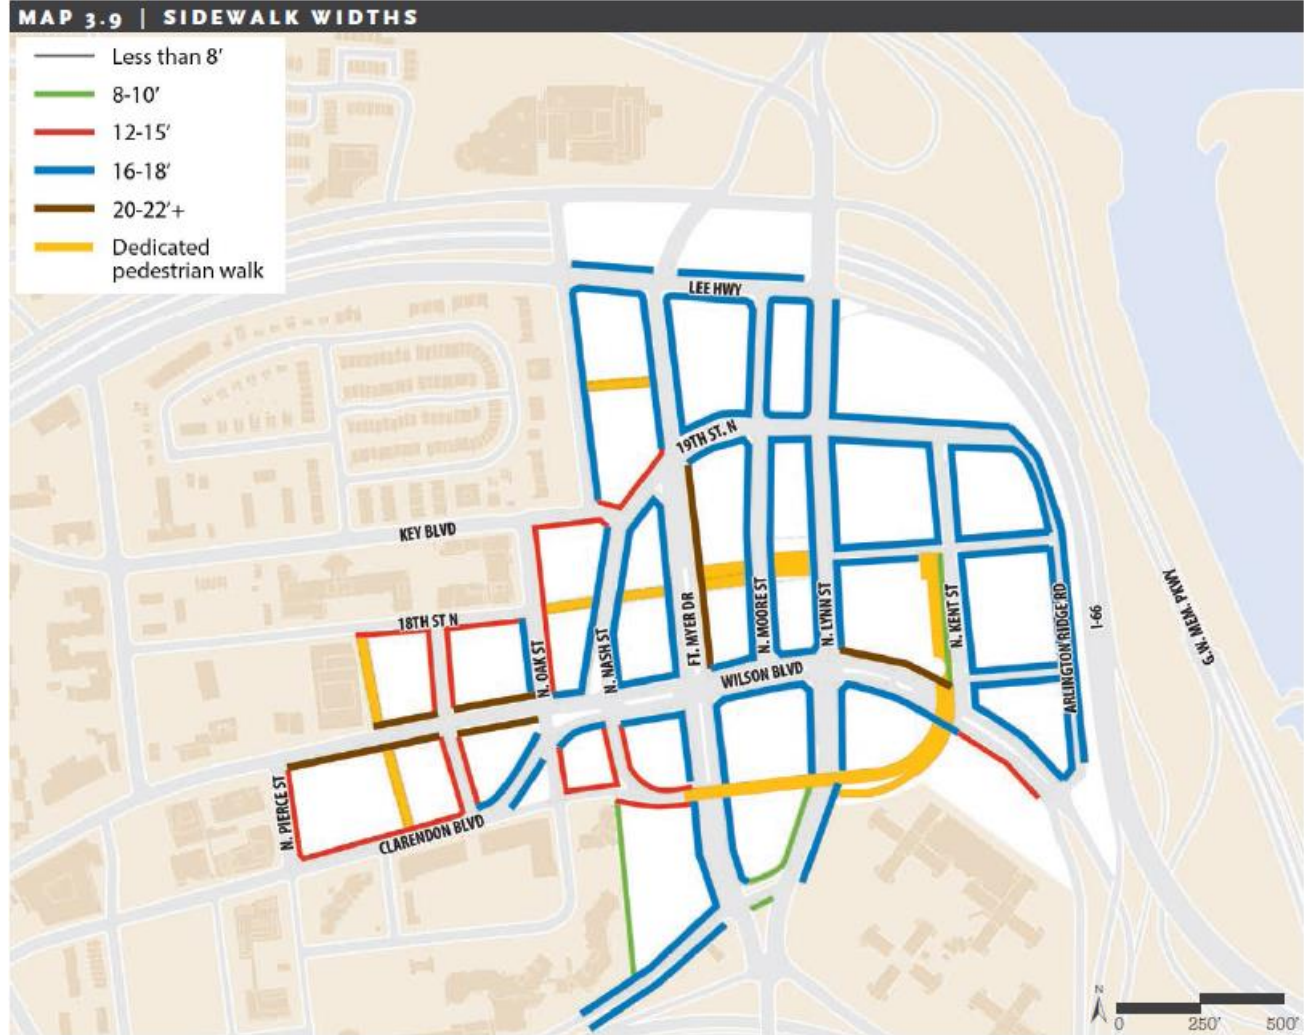 MAP 3.9 | SIDEWALK WIDTHS
Less than 8'
8-10'
12-15'
16-18'
20-22'+
Dedicated
pedestrian walk
LEE HWY
19TH ST. N
KEY BLVD
18TH ST N
N. OAK ST
N. NASH ST
FT. MYER DR
N. MOORE ST
N. LYNN ST
N. KENT ST
ARLINGTON RIDGE RD
I-66
G.W. MEM. PKWY
WILSON BLVD
N. PIERCE ST
CLARENDON BLVD
N
0 250' 500'